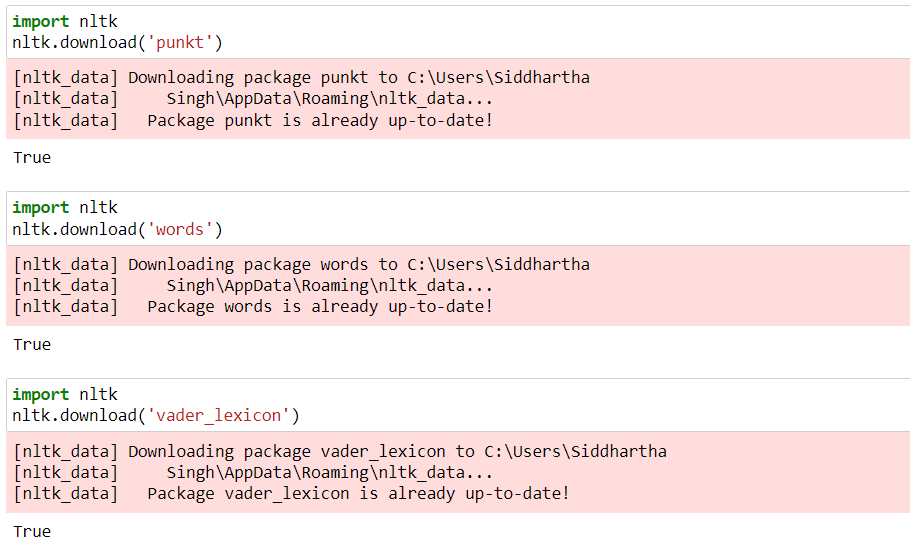 import nltk
nltk.download('punkt')
[nltk_data] Downloading package punkt to C:\Users\Siddhartha
[nltk_data]     Singh\AppData\Roaming\nltk_data...
[nltk_data]   Package punkt is already up-to-date!
True
import nltk
nltk.download('words')
[nltk_data] Downloading package words to C:\Users\Siddhartha
[nltk_data]     Singh\AppData\Roaming\nltk_data...
[nltk_data]   Package words is already up-to-date!
True
import nltk
nltk.download('vader_lexicon')
[nltk_data] Downloading package vader_lexicon to C:\Users\Siddhartha
[nltk_data]     Singh\AppData\Roaming\nltk_data...
[nltk_data]   Package vader_lexicon is already up-to-date!
True